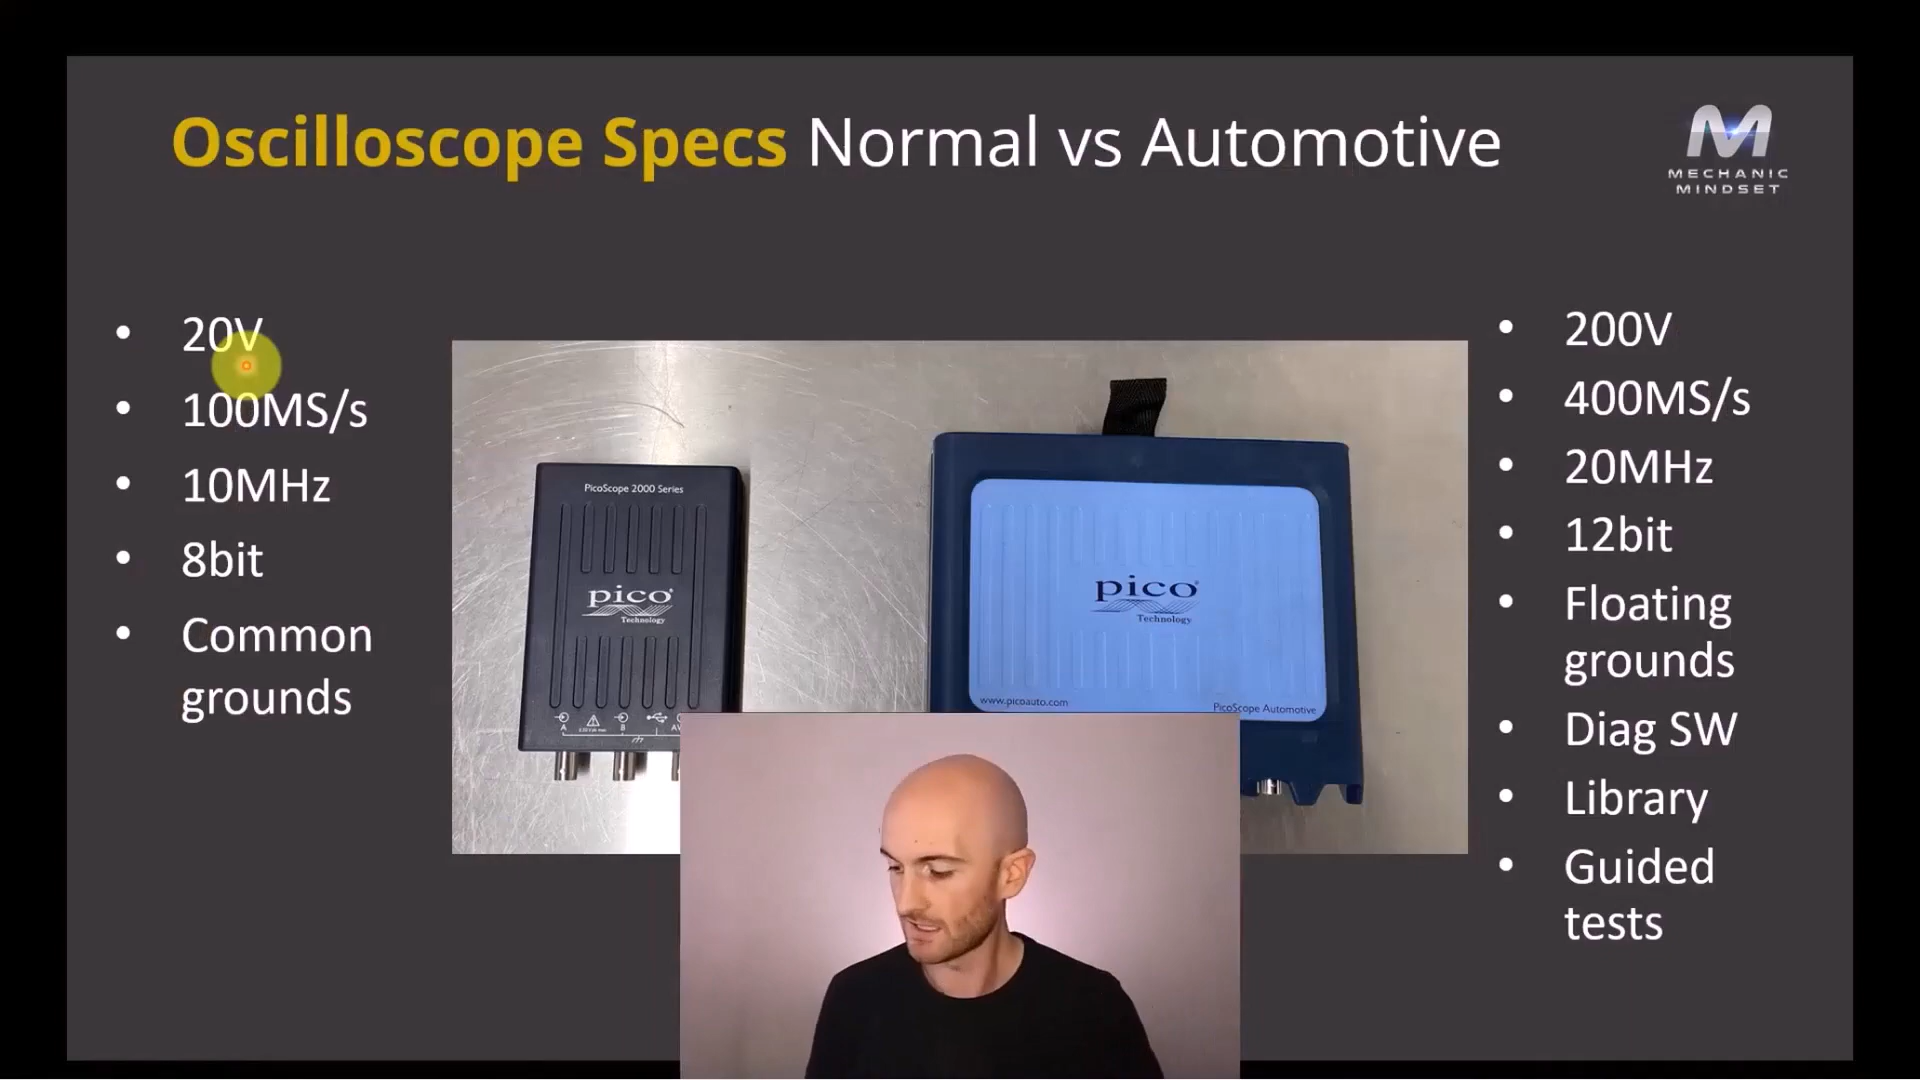 Oscilloscope Specs Normal vs Automotive
M
MECHANIC
MINDSET
• 20V
• 100MS/s
• 10MHz
• 8bit
• Common
grounds
PicoScope 2000 Series
pico
Technology
A
B
pico
Technology
www.picoauto.com
PicoScope Automotive
• 200V
• 400MS/s
• 20MHz
• 12bit
• Floating
grounds
• Diag SW
• Library
• Guided
tests